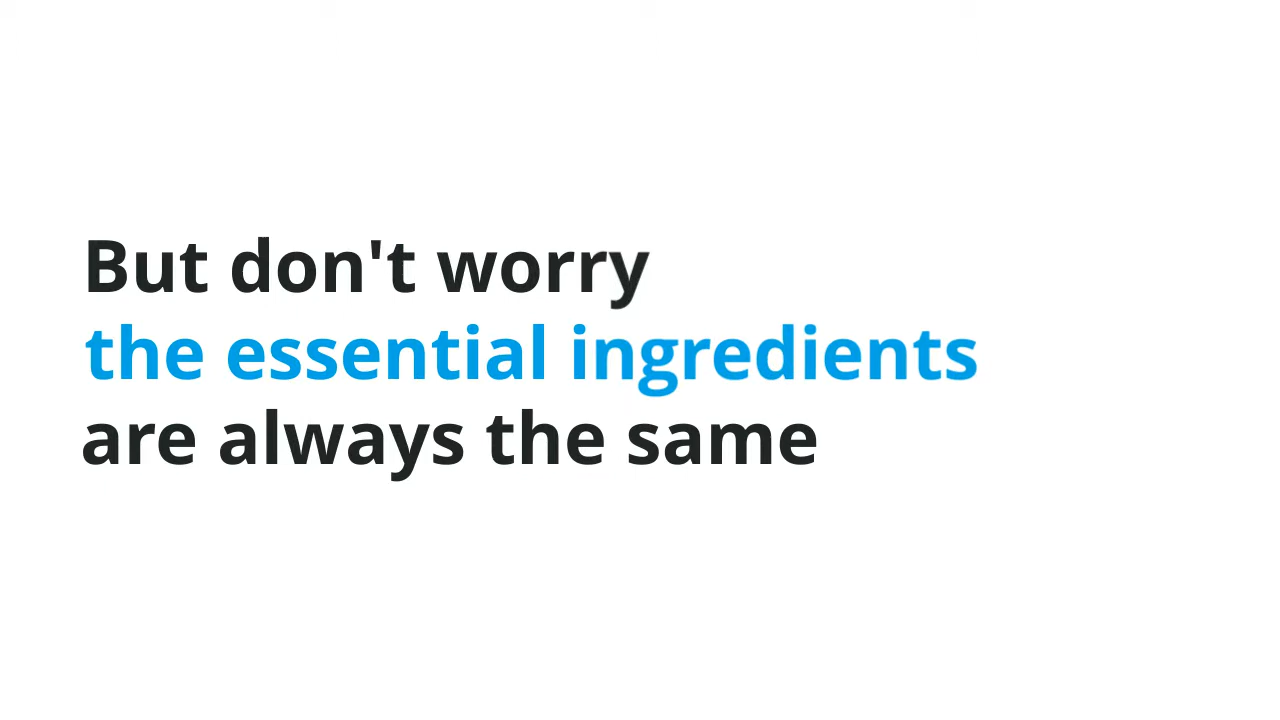 But don't worry
the essential ingredients
are always the same